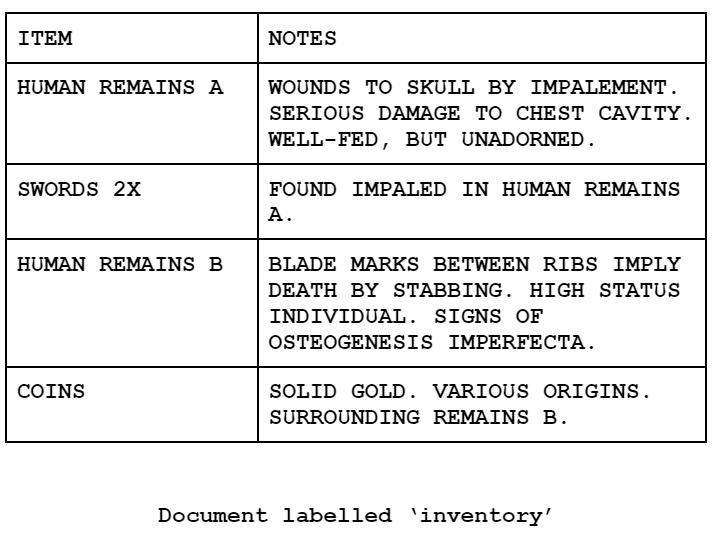 ITEM
NOTES
HUMAN REMAINS A
WOUNDS TO SKULL BY IMPALEMENT.
SERIOUS DAMAGE TO CHEST CAVITY.
WELL-FED, BUT UNADORNED.
SWORDS 2X
FOUND IMPALED IN HUMAN REMAINS
A.
HUMAN REMAINS B
BLADE MARKS BETWEEN RIBS IMPLY
DEATH BY STABBING. HIGH STATUS
INDIVIDUAL. SIGNS OF
OSTEOGENESIS IMPERFECTA.
COINS
SOLID GOLD. VARIOUS ORIGINS.
SURROUNDING REMAINS B.
Document labelled ‘inventory’